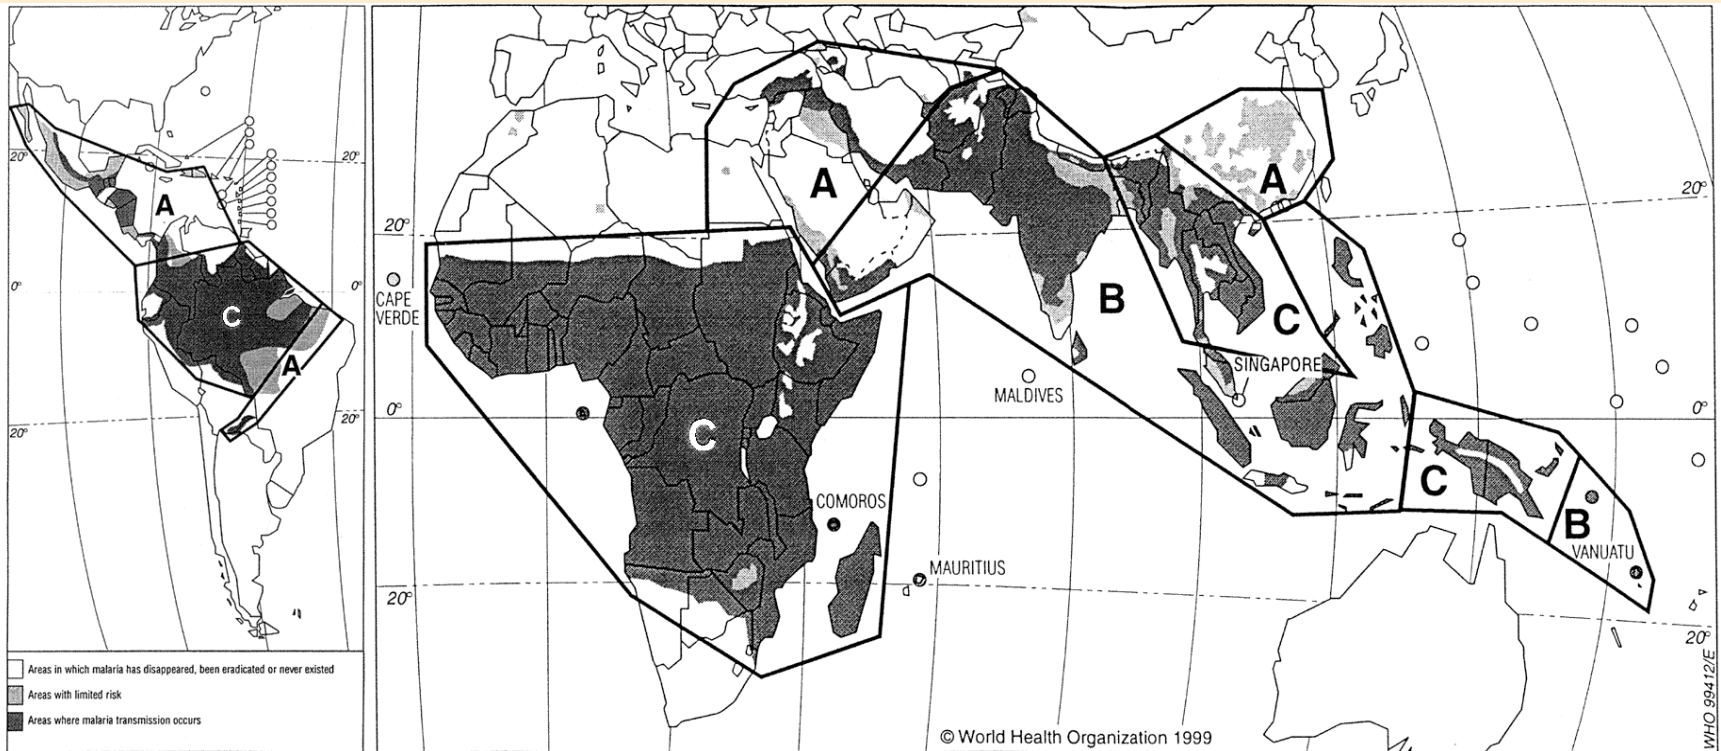 20°
20°
0°
0°
20°
20°
A
C
A
Areas in which malaria has disappeared, been eradicated or never existed
Areas with limited risk
Areas where malaria transmission occurs
20°
20°
CAPE
VERDE
A
A
B
C
SINGAPORE
MALDIVES
0°
0°
C
C
COMOROS
MAURITIUS
B
VANUATU
20°
20°
© World Health Organization 1999
WHO 99412/E